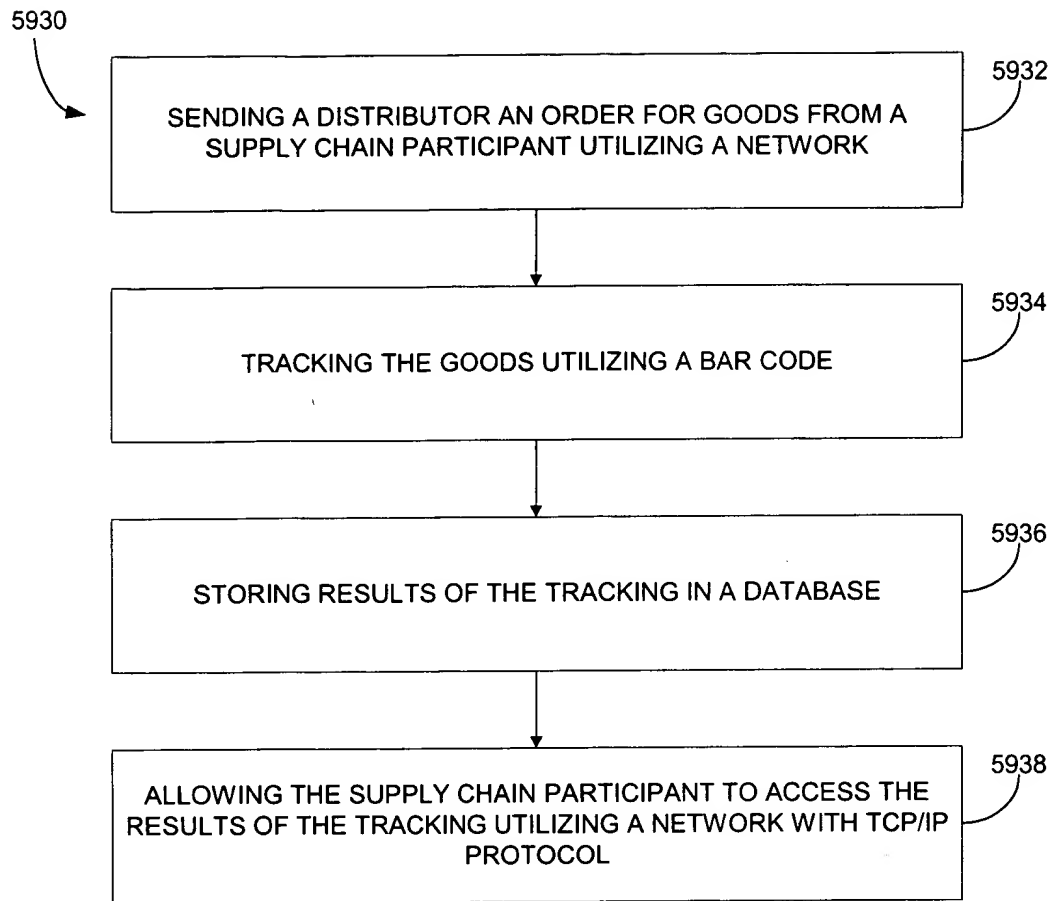 5930
5932
SENDING A DISTRIBUTOR AN ORDER FOR GOODS FROM A
SUPPLY CHAIN PARTICIPANT UTILIZING A NETWORK
5934
TRACKING THE GOODS UTILIZING A BAR CODE
5936
STORING RESULTS OF THE TRACKING IN A DATABASE
5938
ALLOWING THE SUPPLY CHAIN PARTICIPANT TO ACCESS THE
RESULTS OF THE TRACKING UTILIZING A NETWORK WITH TCP/IP
PROTOCOL